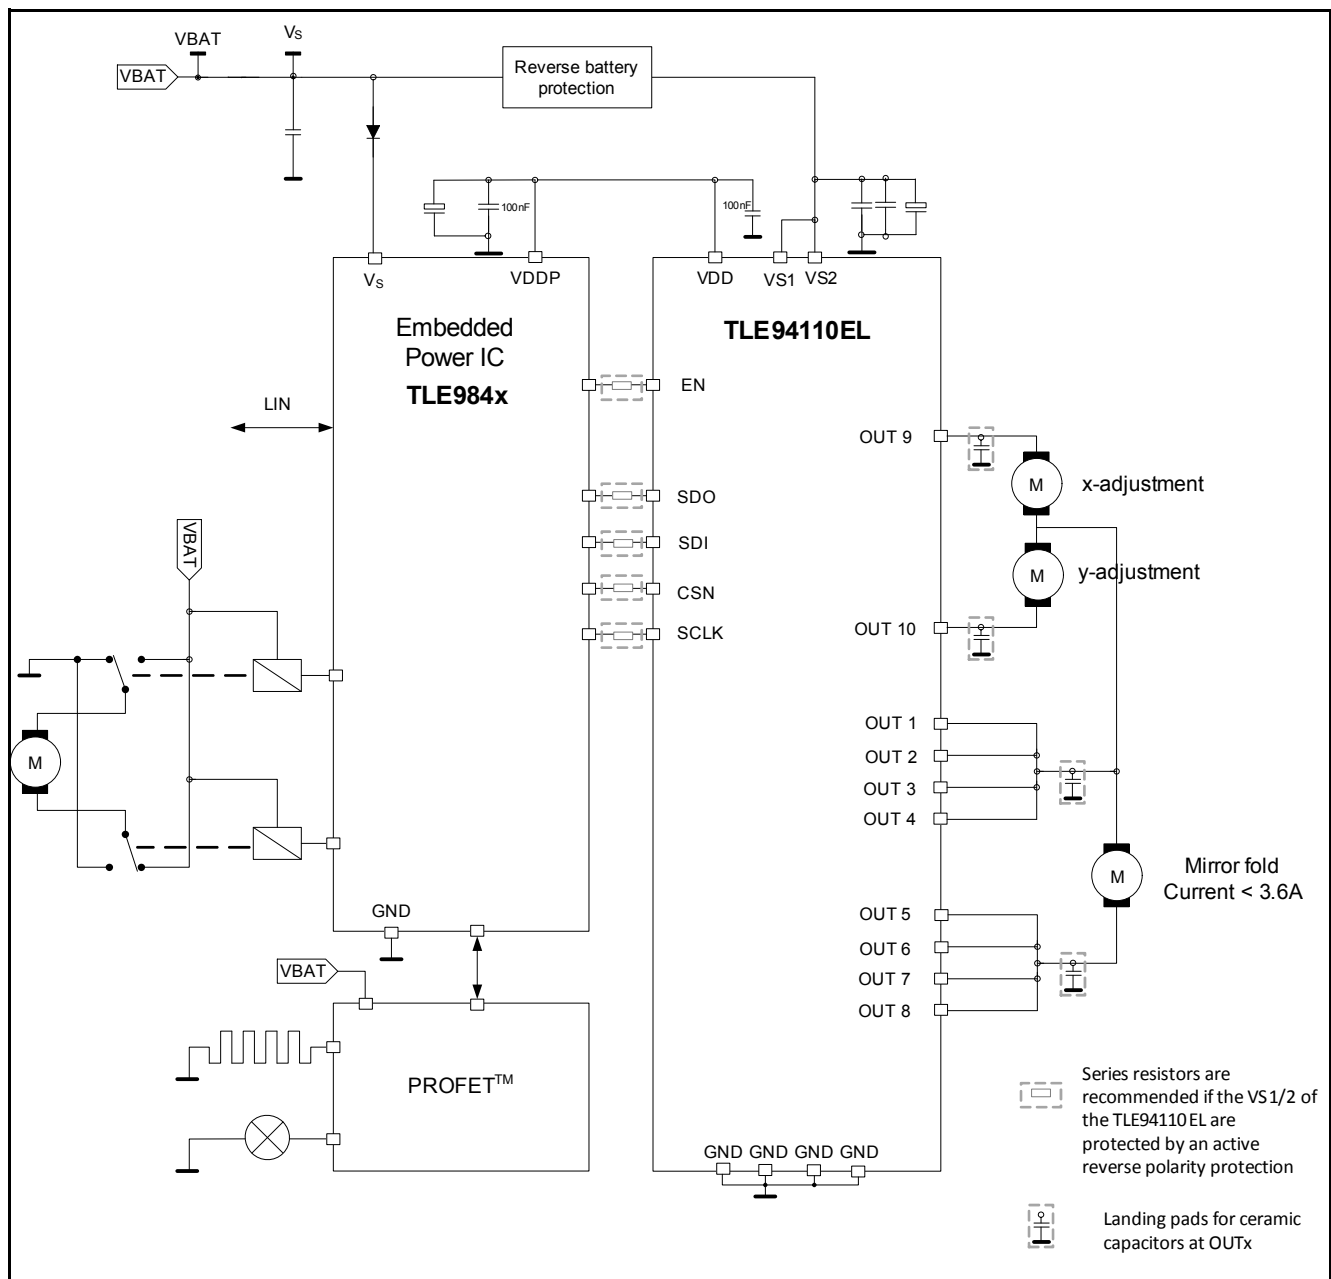 VBAT
VS
VBAT
Reverse battery
protection
100nF
100nF
VS
VDDP
VDD
VS1
VS2
Embedded
Power IC
TLE984x
TLE94110EL
EN
LIN
OUT 9
M
x-adjustment
SDO
SDI
VBAT
M
y-adjustment
CSN
OUT 10
SCLK
OUT 1
OUT 2
M
OUT 3
OUT 4
M
Mirror fold
Current < 3.6A
GND
OUT 5
OUT 6
VBAT
OUT 7
OUT 8
PROFET™
Series resistors are
recommended if the VS1/2 of
the TLE94110EL are
protected by an active
reverse polarity protection
GND
GND
GND
GND
Landing pads for ceramic
capacitors at OUTx